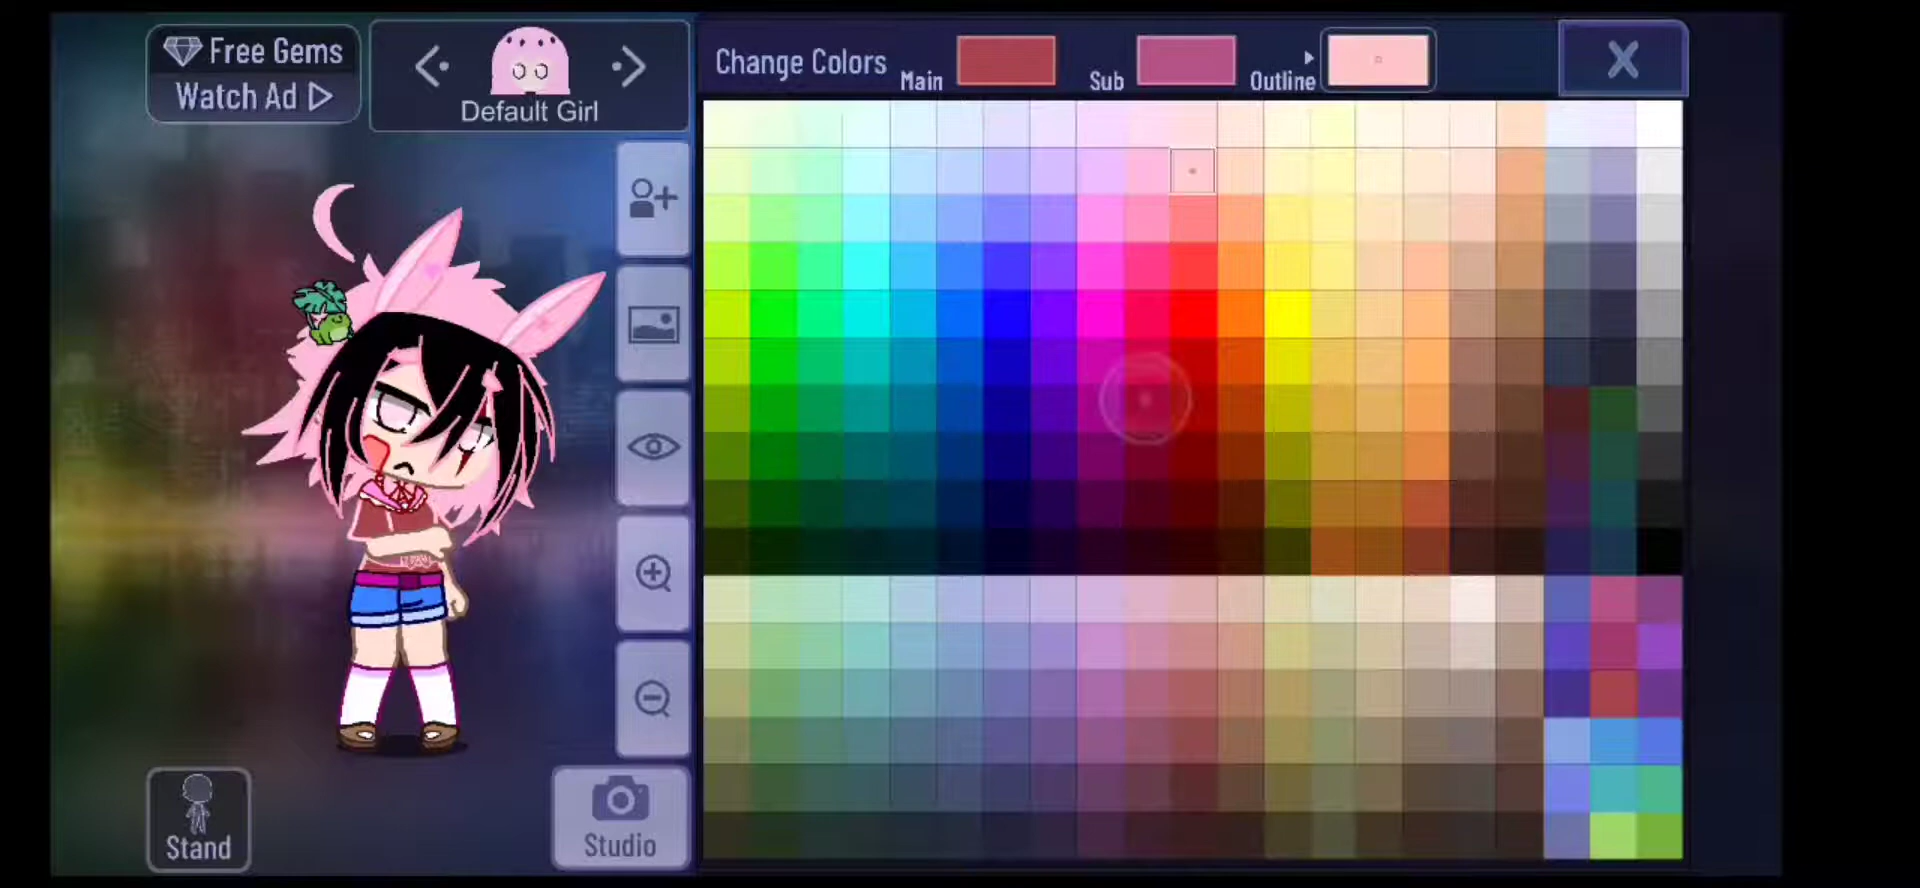 Free Gems
Watch Ad
Default Girl
Change Colors
Main
Sub
Outline
X
Stand
Studio